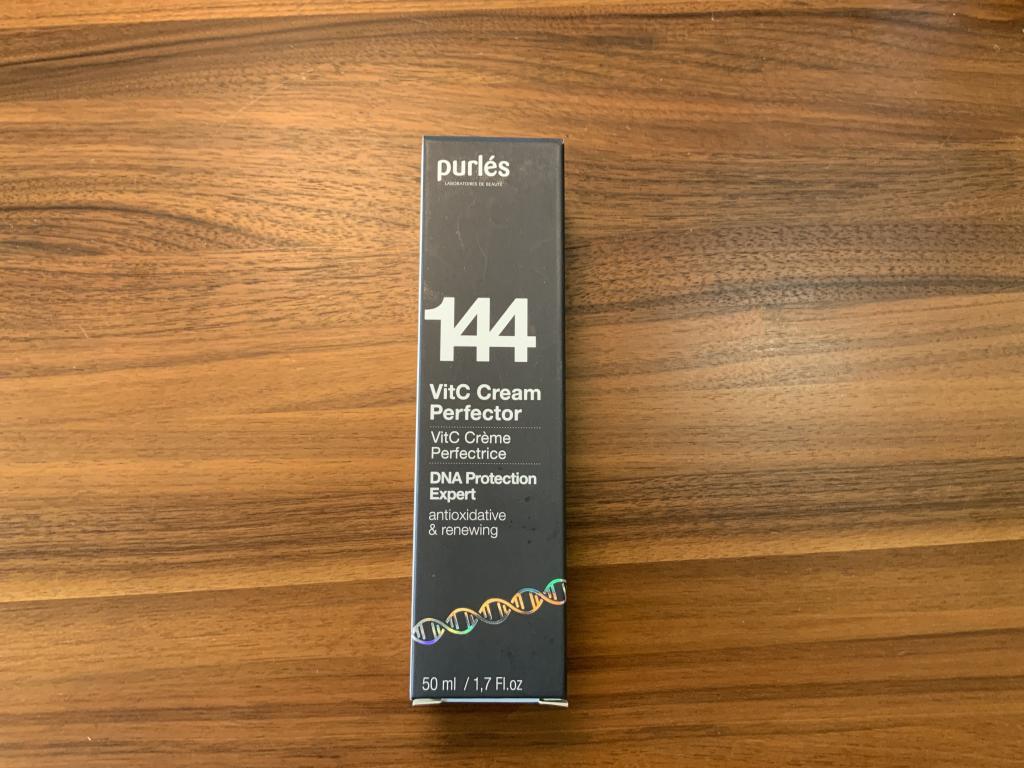 purlés
LABORATOIRES DE BEAUTÉ
144
VitC Cream
Perfector
VitC Crème
Perfectrice
DNA Protection
Expert
antioxidative
& renewing
50 ml / 1,7 Fl.oz